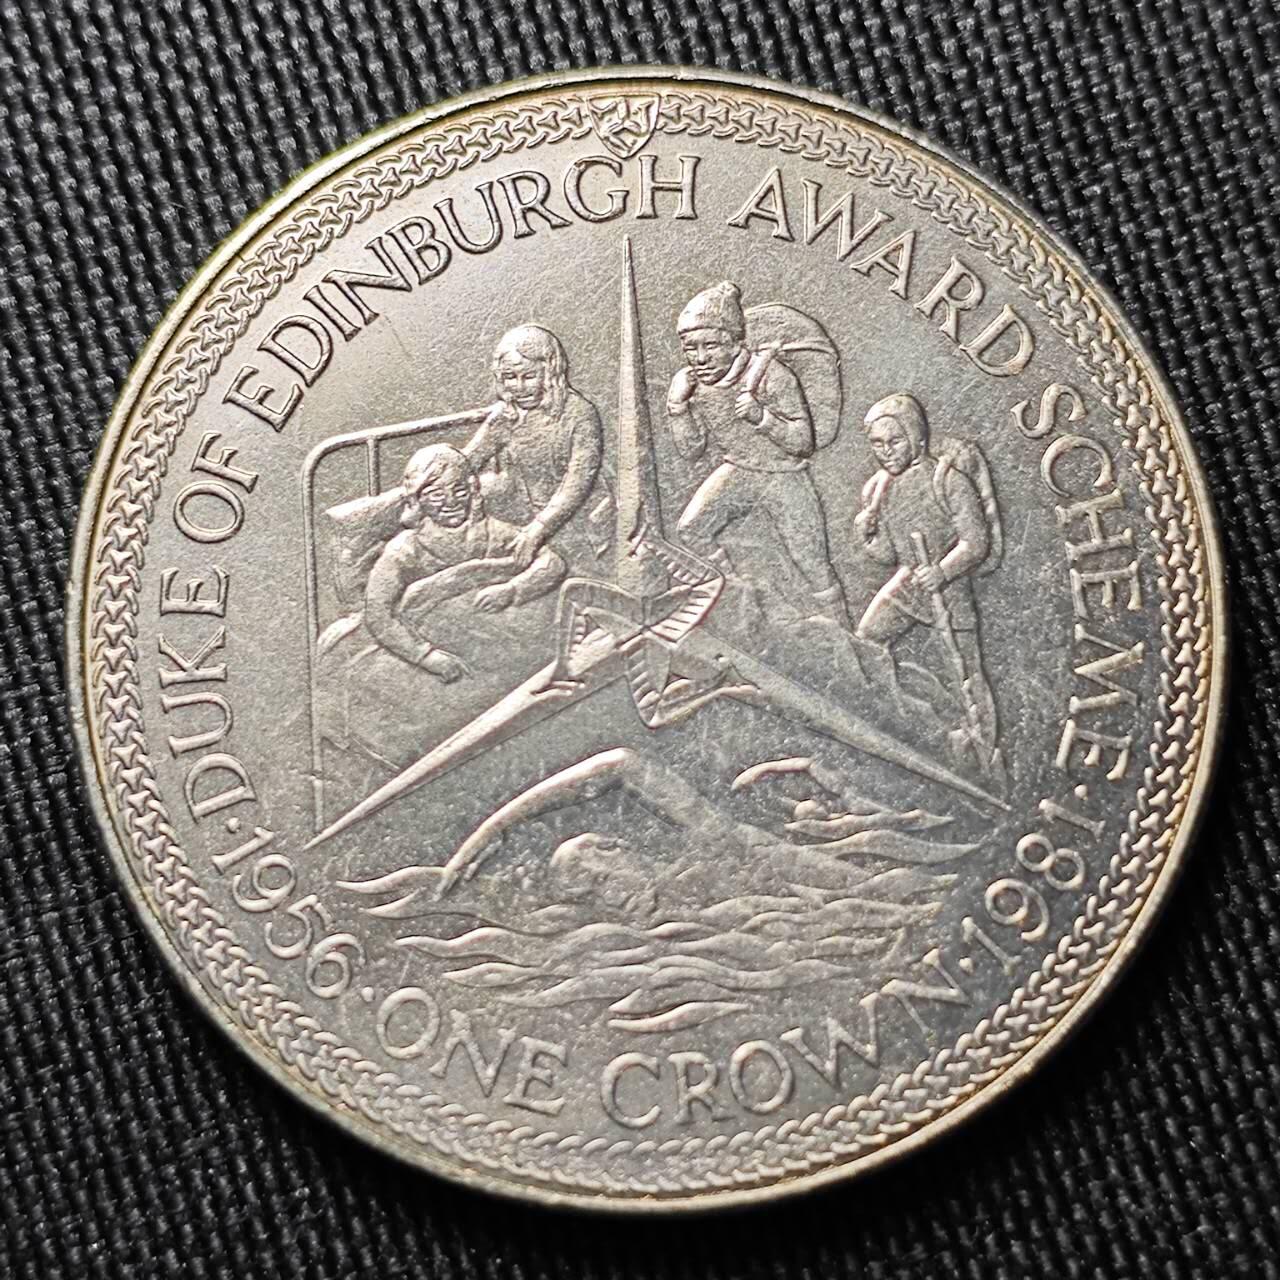 ·DUKE OF EDINBURGH AWARD SCHEME·
·1956·ONE CROWN·1981·